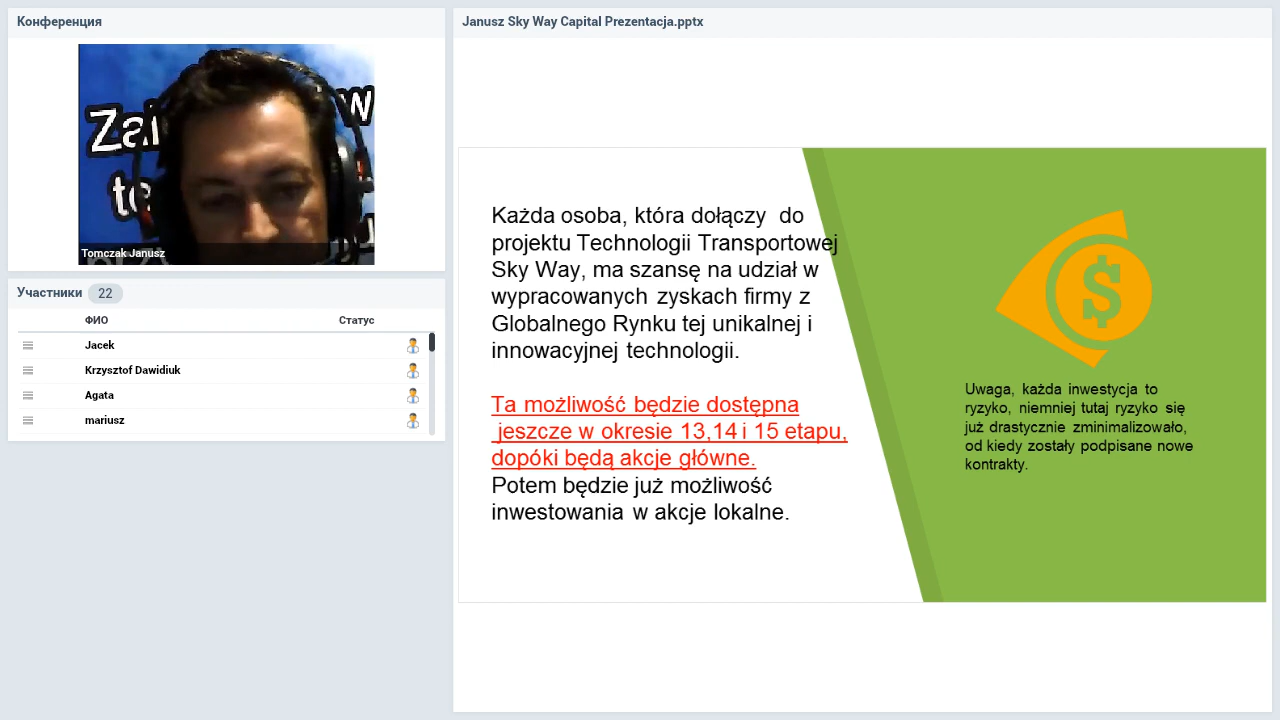 Конференция
Zai
w
te
Tomczak Janusz
Участники 22
ФИО Статус
Jacek
Krzysztof Dawidiuk
Agata
mariusz
Janusz Sky Way Capital Prezentacja.pptx
Każda osoba, która dołączy do
projektu Technologii Transportowej
Sky Way, ma szansę na udział w
wypracowanych zyskach firmy z
Globalnego Rynku tej unikalnej i
innowacyjnej technologii.
Ta możliwość będzie dostępna
jeszcze w okresie 13,14 i 15 etapu,
dopóki będą akcje główne.
Potem będzie już możliwość
inwestowania w akcje lokalne.
$
Uwaga, każda inwestycja to
ryzyko, niemniej tutaj ryzyko się
już drastycznie zminimalizowało,
od kiedy zostały podpisane nowe
kontrakty.